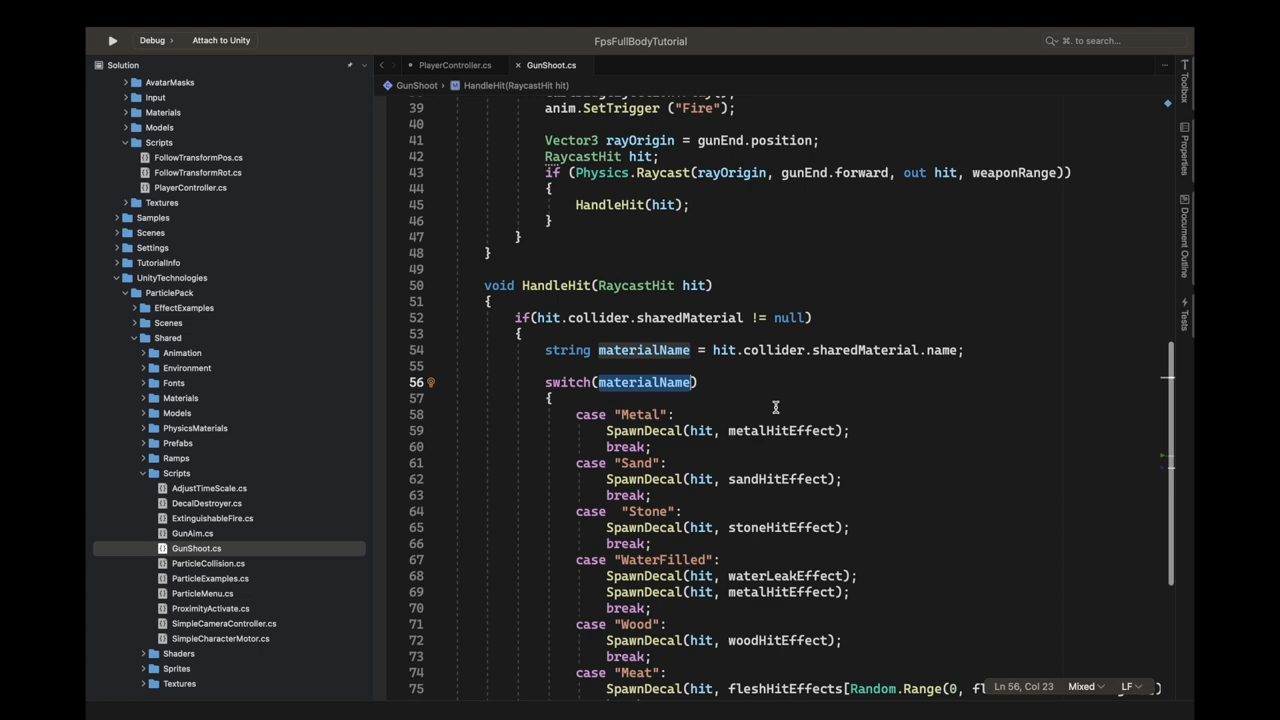 Debug
Attach to Unity
FpsFullBodyTutorial
⌘. to search...
Solution
AvatarMasks
Input
Materials
Models
Scripts
FollowTransformPos.cs
FollowTransformRot.cs
PlayerController.cs
Textures
Samples
Scenes
Settings
TutorialInfo
UnityTechnologies
ParticlePack
EffectExamples
Scenes
Shared
Animation
Environment
Fonts
Materials
Models
PhysicsMaterials
Prefabs
Ramps
Scripts
AdjustTimeScale.cs
DecalDestroyer.cs
ExtinguishableFire.cs
GunAim.cs
GunShoot.cs
ParticleCollision.cs
ParticleExamples.cs
ParticleMenu.cs
ProximityActivate.cs
SimpleCameraController.cs
SimpleCharacterMotor.cs
Shaders
Sprites
Textures
PlayerController.cs
GunShoot.cs
GunShoot
HandleHit(RaycastHit hit)
39 anim.SetTrigger ("Fire");
40
41 Vector3 rayOrigin = gunEnd.position;
42 RaycastHit hit;
43 if (Physics.Raycast(rayOrigin, gunEnd.forward, out hit, weaponRange))
44 {
45 HandleHit(hit);
46 }
47 }
48 }
49
50 void HandleHit(RaycastHit hit)
51 {
52 if(hit.collider.sharedMaterial != null)
53 {
54 string materialName = hit.collider.sharedMaterial.name;
55
56 switch(materialName)
57 {
58 case "Metal":
59 SpawnDecal(hit, metalHitEffect);
60 break;
61 case "Sand":
62 SpawnDecal(hit, sandHitEffect);
63 break;
64 case "Stone":
65 SpawnDecal(hit, stoneHitEffect);
66 break;
67 case "WaterFilled":
68 SpawnDecal(hit, waterLeakEffect);
69 SpawnDecal(hit, metalHitEffect);
70 break;
71 case "Wood":
72 SpawnDecal(hit, woodHitEffect);
73 break;
74 case "Meat":
75 SpawnDecal(hit, fleshHitEffects[Random.Range(0,
Ln 56, Col 23
Mixed
LF
Toolbox
Properties
Document Outline
Tests